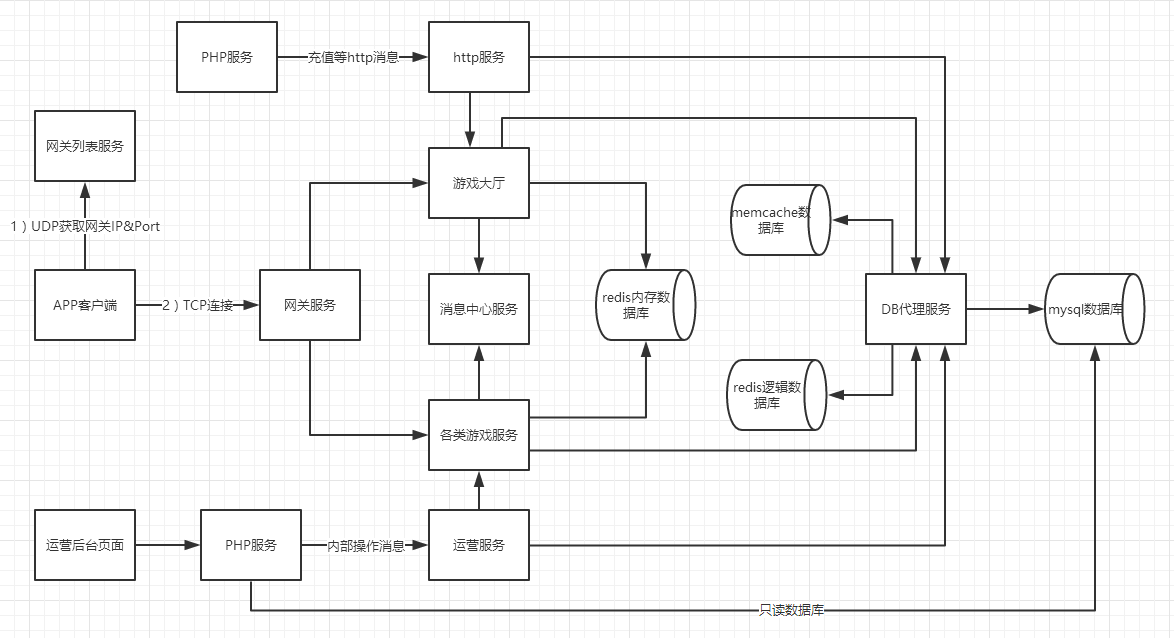 PHP服务
充值等http消息
http服务
网关列表服务
游戏大厅
memcache数
据库
1）UDP获取网关IP&Port
APP客户端
2）TCP连接
网关服务
消息中心服务
redis内存数
据库
DB代理服务
mysql数据库
redis逻辑数
据库
各类游戏服务
运营后台页面
PHP服务
内部操作消息
运营服务
只读数据库